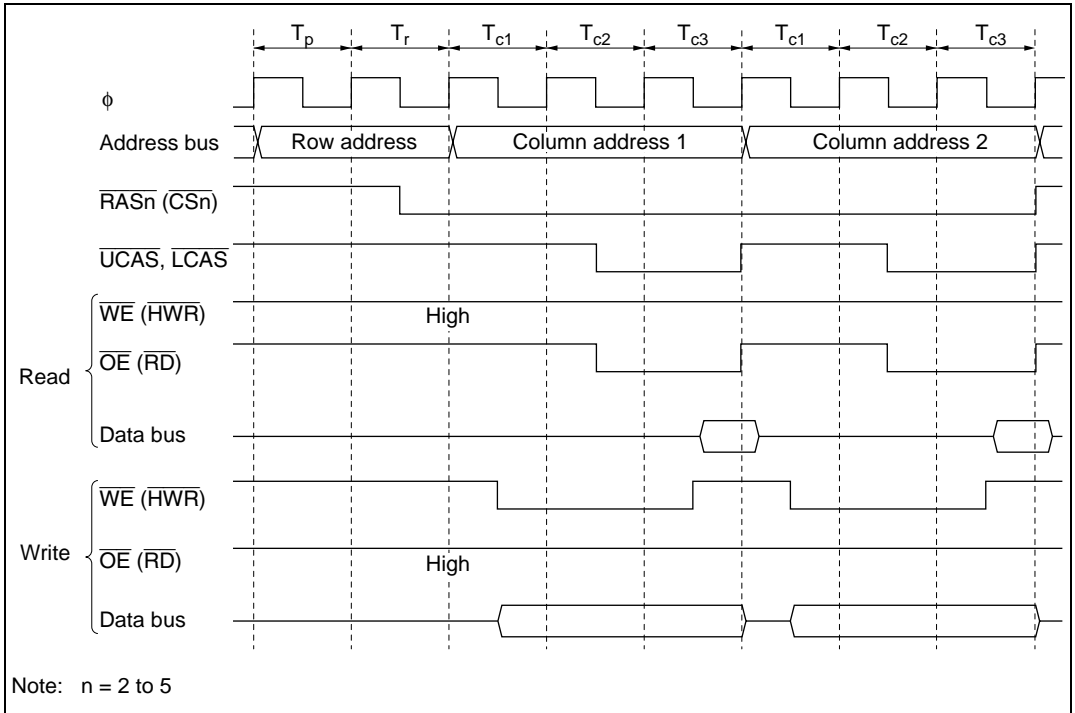 Tp Tr Tc1 Tc2 Tc3 Tc1 Tc2 Tc3
ϕ
Address bus Row address Column address 1 Column address 2
RASn (CSn)
UCAS, LCAS
WE (HWR) High
OE (RD)
Read
Data bus
WE (HWR)
Write
OE (RD) High
Data bus
Note: n = 2 to 5